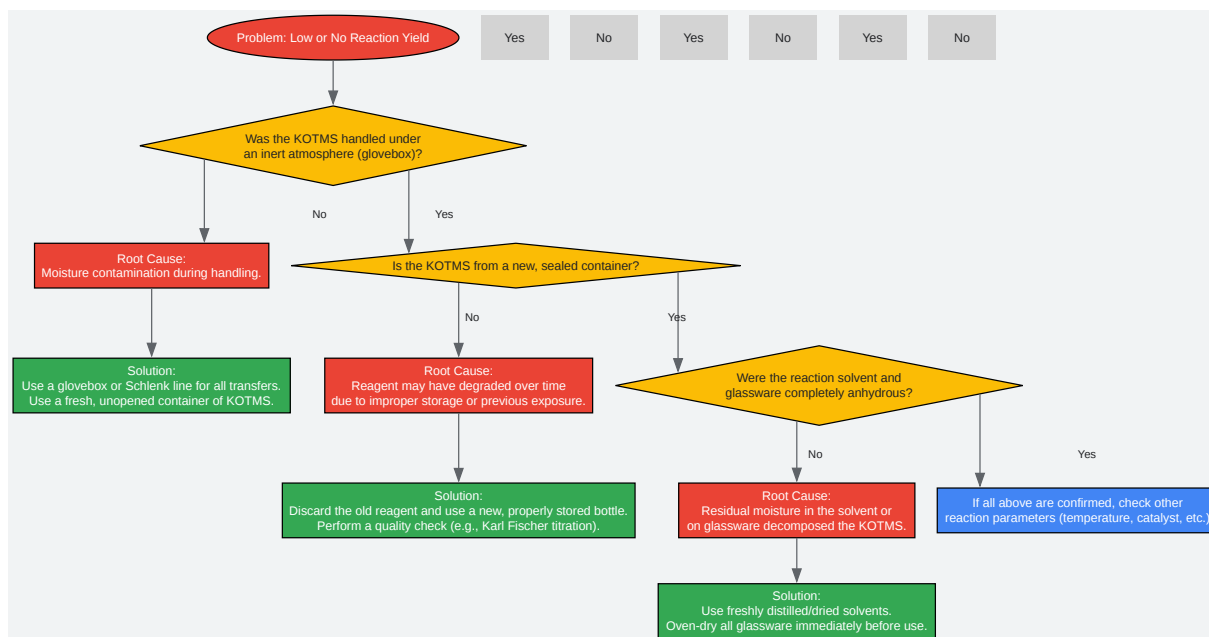 Problem: Low or No Reaction Yield
Yes
No
Yes
No
Yes
No
Was the KOTMS handled under
an inert atmosphere (glovebox)?
No
Yes
Root Cause:
Moisture contamination during handling.
Is the KOTMS from a new, sealed container?
No
Yes
Solution:
Use a glovebox or Schlenk line for all transfers.
Use a fresh, unopened container of KOTMS.
Root Cause:
Reagent may have degraded over time
due to improper storage or previous exposure.
Were the reaction solvent and
glassware completely anhydrous?
No
Yes
Solution:
Discard the old reagent and use a new, properly stored bottle.
Perform a quality check (e.g., Karl Fischer titration).
Root Cause:
Residual moisture in the solvent or
on glassware decomposed the KOTMS.
If all above are confirmed, check other
reaction parameters (temperature, catalyst, etc.)
Solution:
Use freshly distilled/dried solvents.
Oven-dry all glassware immediately before use.